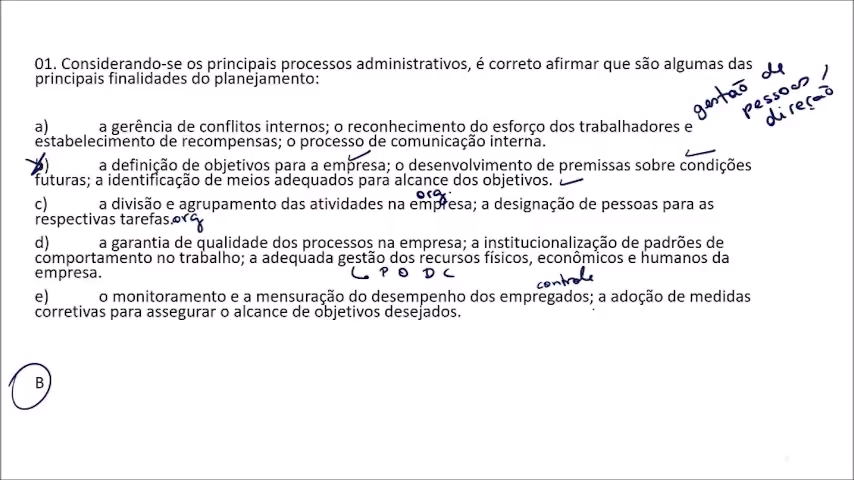 01. Considerando-se os principais processos administrativos, é correto afirmar que são algumas das
principais finalidades do planejamento:
gestão de
pessoas /
direção
a) a gerência de conflitos internos; o reconhecimento do esforço dos trabalhadores e
estabelecimento de recompensas; o processo de comunicação interna.
b) a definição de objetivos para a empresa; o desenvolvimento de premissas sobre condições
futuras; a identificação de meios adequados para alcance dos objetivos.
org.
c) a divisão e agrupamento das atividades na empresa; a designação de pessoas para as
respectivas tarefas. org
d) a garantia de qualidade dos processos na empresa; a institucionalização de padrões de
comportamento no trabalho; a adequada gestão dos recursos físicos, econômicos e humanos da
empresa.
P O D C
controle
e) o monitoramento e a mensuração do desempenho dos empregados; a adoção de medidas
corretivas para assegurar o alcance de objetivos desejados.
B